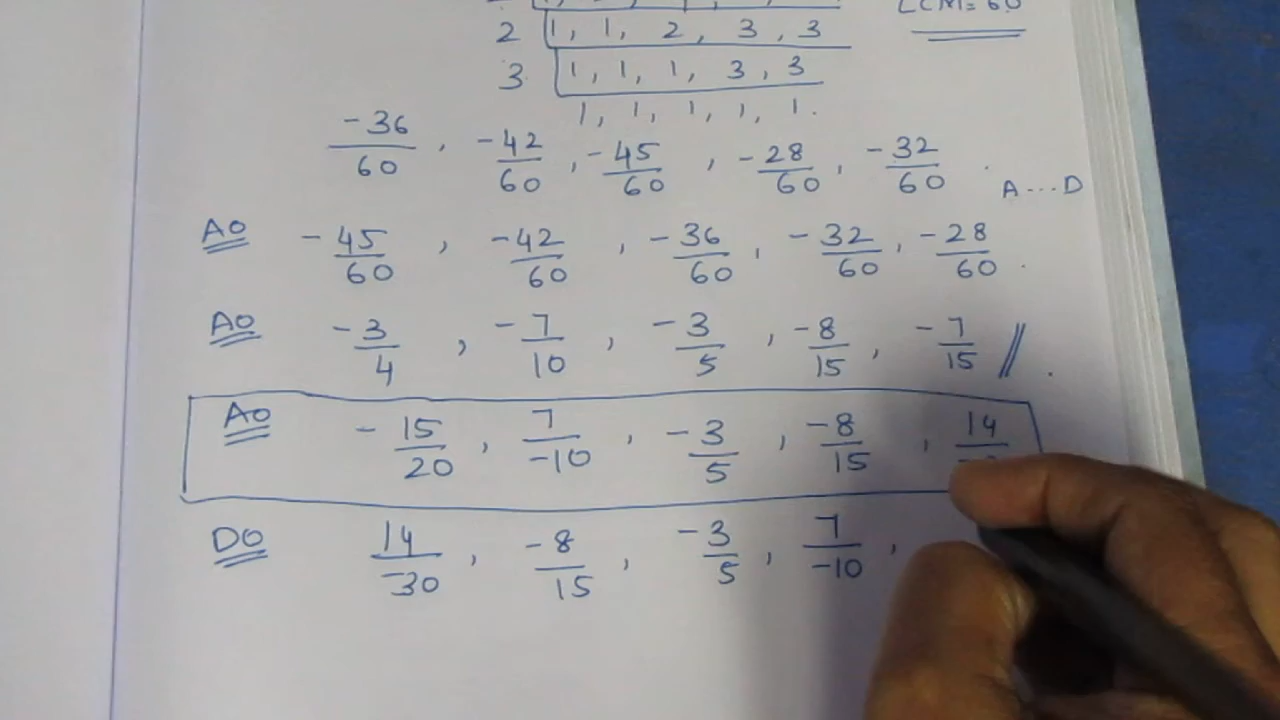 LCM=60
2 1, 1, 2, 3, 3
3 1, 1, 1, 3, 3
1, 1, 1, 1, 1.
-36/60, -42/60, -45/60, -28/60, -32/60.
A...D
AO -45/60, -42/60, -36/60, -32/60, -28/60.
AO -3/4, -7/10, -3/5, -8/15, -7/15 //.
AO -15/20, 7/-10, -3/5, -8/15, 14
DO 14/-30, -8/15, -3/5, 7/-10,